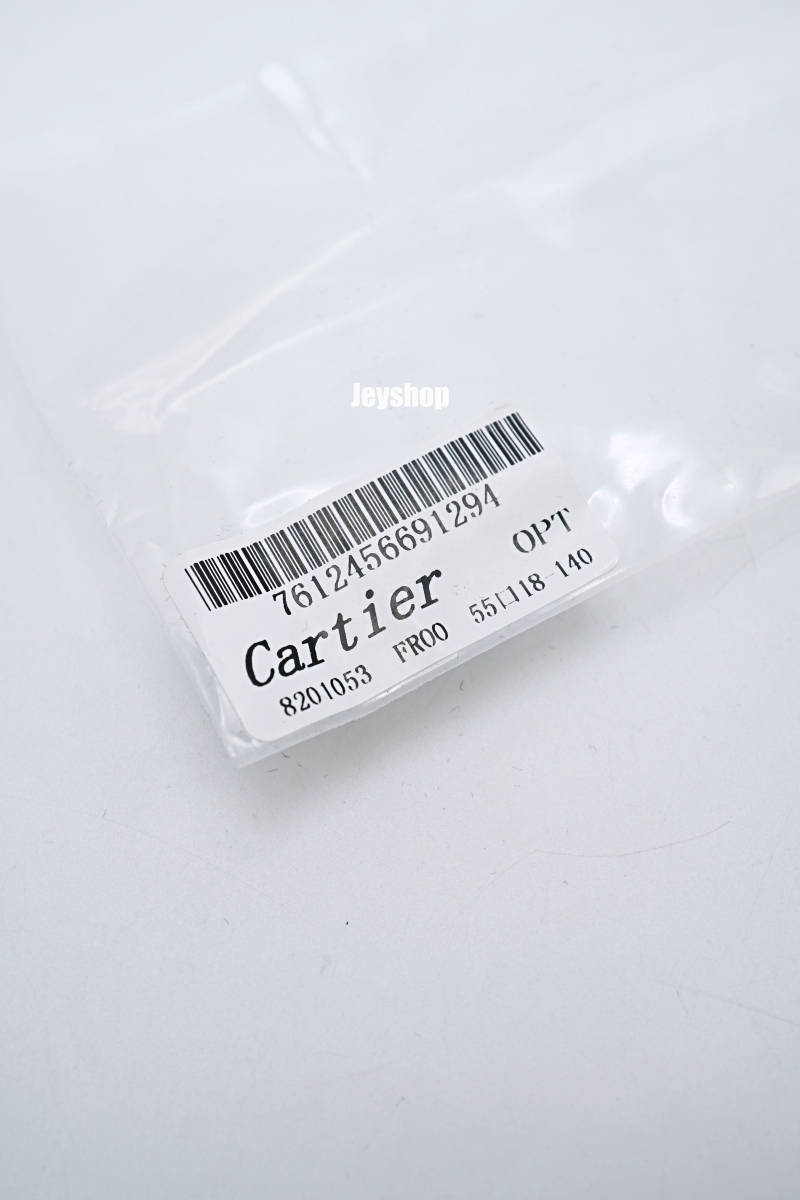 Jeyshop
7612456691294
Cartier OPT
8201053 FR00 55□18-140